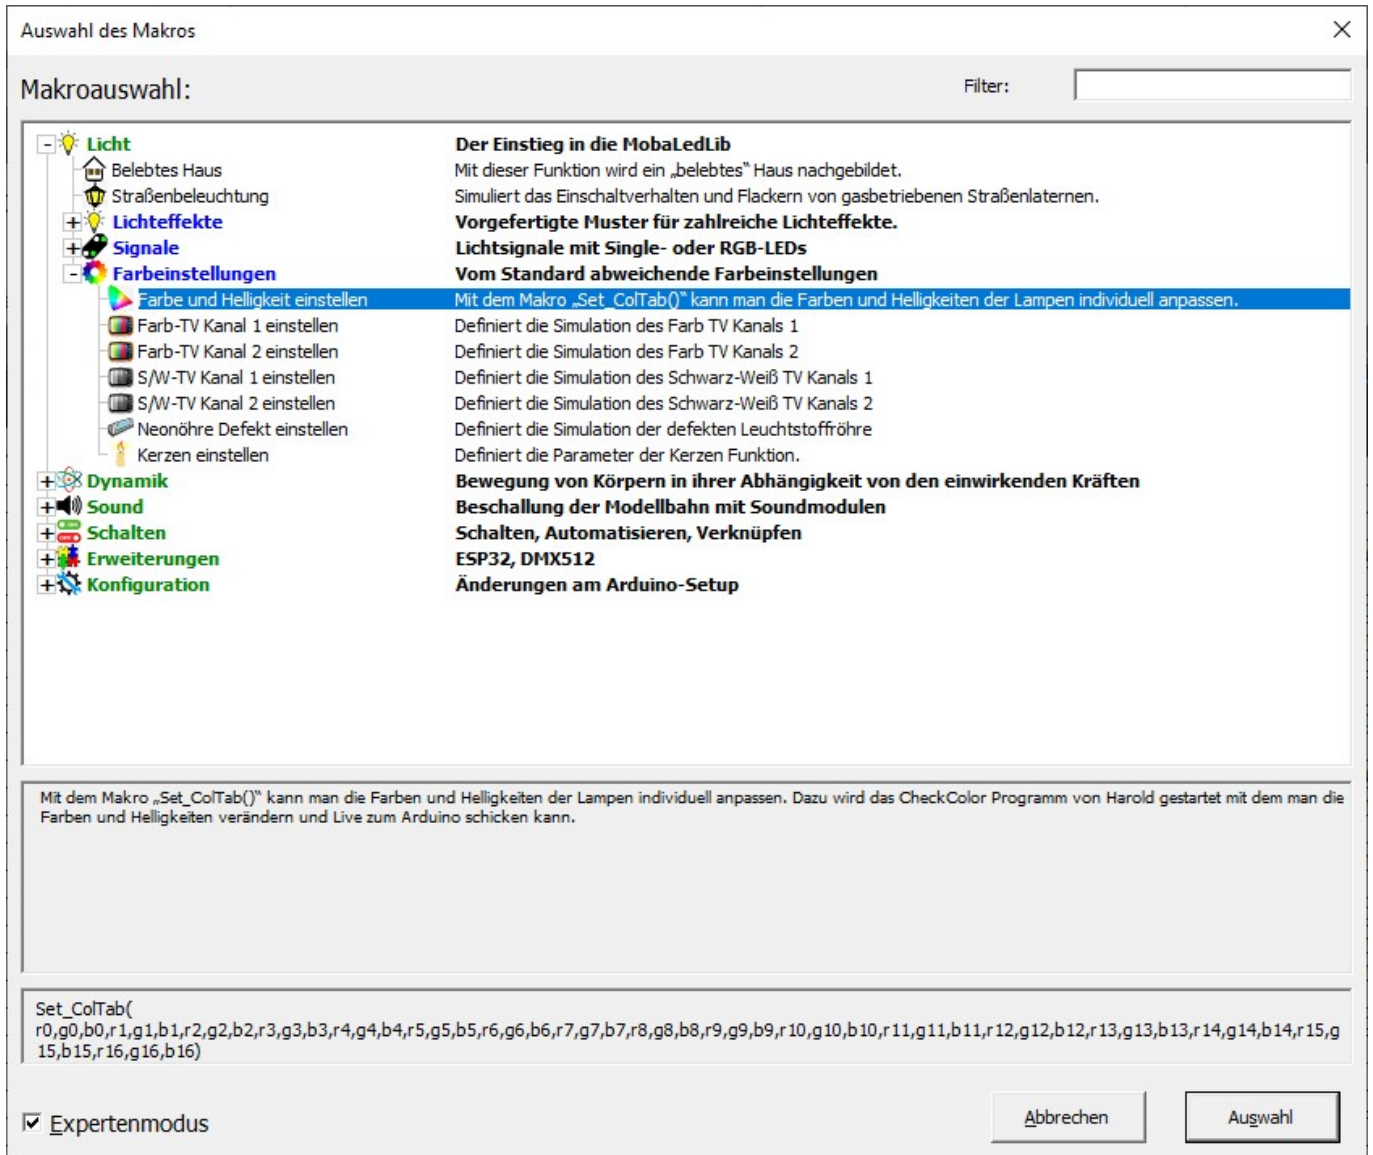 Auswahl des Makros
Makroauswahl:
Filter:
Licht Der Einstieg in die MobaLedLib
Belebtes Haus Mit dieser Funktion wird ein „belebtes“ Haus nachgebildet.
Straßenbeleuchtung Simuliert das Einschaltverhalten und Flackern von gasbetriebenen Straßenlaternen.
Lichteffekte Vorgefertigte Muster für zahlreiche Lichteffekte.
Signale Lichtsignale mit Single- oder RGB-LEDs
Farbeinstellungen Vom Standard abweichende Farbeinstellungen
Farbe und Helligkeit einstellen Mit dem Makro „Set_ColTab()“ kann man die Farben und Helligkeiten der Lampen individuell anpassen.
Farb-TV Kanal 1 einstellen Definiert die Simulation des Farb TV Kanals 1
Farb-TV Kanal 2 einstellen Definiert die Simulation des Farb TV Kanals 2
S/W-TV Kanal 1 einstellen Definiert die Simulation des Schwarz-Weiß TV Kanals 1
S/W-TV Kanal 2 einstellen Definiert die Simulation des Schwarz-Weiß TV Kanals 2
Neonöhre Defekt einstellen Definiert die Simulation der defekten Leuchtstoffröhre
Kerzen einstellen Definiert die Parameter der Kerzen Funktion.
Dynamik Bewegung von Körpern in ihrer Abhängigkeit von den einwirkenden Kräften
Sound Beschallung der Modellbahn mit Soundmodulen
Schalten Schalten, Automatisieren, Verknüpfen
Erweiterungen ESP32, DMX512
Konfiguration Änderungen am Arduino-Setup
Mit dem Makro „Set_ColTab()“ kann man die Farben und Helligkeiten der Lampen individuell anpassen. Dazu wird das CheckColor Programm von Harold gestartet mit dem man die
Farben und Helligkeiten verändern und Live zum Arduino schicken kann.
Set_ColTab(
r0,g0,b0,r1,g1,b1,r2,g2,b2,r3,g3,b3,r4,g4,b4,r5,g5,b5,r6,g6,b6,r7,g7,b7,r8,g8,b8,r9,g9,b9,r10,g10,b10,r11,g11,b11,r12,g12,b12,r13,g13,b13,r14,g14,b14,r15,g
15,b15,r16,g16,b16)
Expertenmodus
Abbrechen
Auswahl